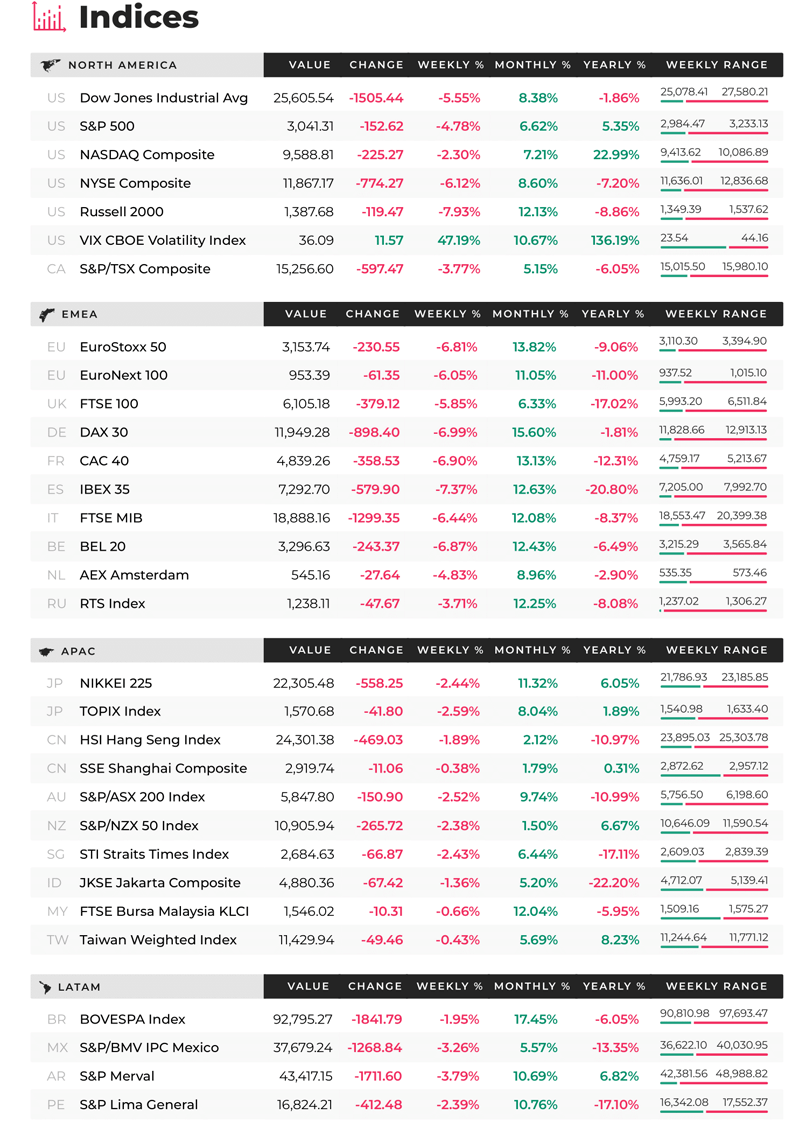 Indices
NORTH AMERICA VALUE CHANGE WEEKLY % MONTHLY % YEARLY % WEEKLY RANGE
US Dow Jones Industrial Avg 25,605.54 -1505.44 -5.55% 8.38% -1.86% 25,078.41 27,580.21
US S&P 500 3,041.31 -152.62 -4.78% 6.62% 5.35% 2,984.47 3,233.13
US NASDAQ Composite 9,588.81 -225.27 -2.30% 7.21% 22.99% 9,413.62 10,086.89
US NYSE Composite 11,867.17 -774.27 -6.12% 8.60% -7.20% 11,636.01 12,836.68
US Russell 2000 1,387.68 -119.47 -7.93% 12.13% -8.86% 1,349.39 1,537.62
US VIX CBOE Volatility Index 36.09 11.57 47.19% 10.67% 136.19% 23.54 44.16
CA S&P/TSX Composite 15,256.60 -597.47 -3.77% 5.15% -6.05% 15,015.50 15,980.10
EMEA VALUE CHANGE WEEKLY % MONTHLY % YEARLY % WEEKLY RANGE
EU EuroStoxx 50 3,153.74 -230.55 -6.81% 13.82% -9.06% 3,110.30 3,394.90
EU EuroNext 100 953.39 -61.35 -6.05% 11.05% -11.00% 937.52 1,015.10
UK FTSE 100 6,105.18 -379.12 -5.85% 6.33% -17.02% 5,993.20 6,511.84
DE DAX 30 11,949.28 -898.40 -6.99% 15.60% -1.81% 11,828.66 12,913.13
FR CAC 40 4,839.26 -358.53 -6.90% 13.13% -12.31% 4,759.17 5,213.67
ES IBEX 35 7,292.70 -579.90 -7.37% 12.63% -20.80% 7,205.00 7,992.70
IT FTSE MIB 18,888.16 -1299.35 -6.44% 12.08% -8.37% 18,553.47 20,399.38
BE BEL 20 3,296.63 -243.37 -6.87% 12.43% -6.49% 3,215.29 3,565.84
NL AEX Amsterdam 545.16 -27.64 -4.83% 8.96% -2.90% 535.35 573.46
RU RTS Index 1,238.11 -47.67 -3.71% 12.25% -8.08% 1,237.02 1,306.27
APAC VALUE CHANGE WEEKLY % MONTHLY % YEARLY % WEEKLY RANGE
JP NIKKEI 225 22,305.48 -558.25 -2.44% 11.32% 6.05% 21,786.93 23,185.85
JP TOPIX Index 1,570.68 -41.80 -2.59% 8.04% 1.89% 1,540.98 1,633.40
CN HSI Hang Seng Index 24,301.38 -469.03 -1.89% 2.12% -10.97% 23,895.03 25,303.78
CN SSE Shanghai Composite 2,919.74 -11.06 -0.38% 1.79% 0.31% 2,872.62 2,957.12
AU S&P/ASX 200 Index 5,847.80 -150.90 -2.52% 9.74% -10.99% 5,756.50 6,198.60
NZ S&P/NZX 50 Index 10,905.94 -265.72 -2.38% 1.50% 6.67% 10,646.09 11,590.54
SG STI Straits Times Index 2,684.63 -66.87 -2.43% 6.44% -17.11% 2,609.03 2,839.39
ID JKSE Jakarta Composite 4,880.36 -67.42 -1.36% 5.20% -22.20% 4,712.07 5,139.41
MY FTSE Bursa Malaysia KLCI 1,546.02 -10.31 -0.66% 12.04% -5.95% 1,509.16 1,575.27
TW Taiwan Weighted Index 11,429.94 -49.46 -0.43% 5.69% 8.23% 11,244.64 11,771.12
LATAM VALUE CHANGE WEEKLY % MONTHLY % YEARLY % WEEKLY RANGE
BR BOVESPA Index 92,795.27 -1841.79 -1.95% 17.45% -6.05% 90,810.98 97,693.47
MX S&P/BMV IPC Mexico 37,679.24 -1268.84 -3.26% 5.57% -13.35% 36,622.10 40,030.95
AR S&P Merval 43,417.15 -1711.60 -3.79% 10.69% 6.82% 42,381.56 48,988.82
PE S&P Lima General 16,824.21 -412.48 -2.39% 10.76% -17.10% 16,342.08 17,552.37